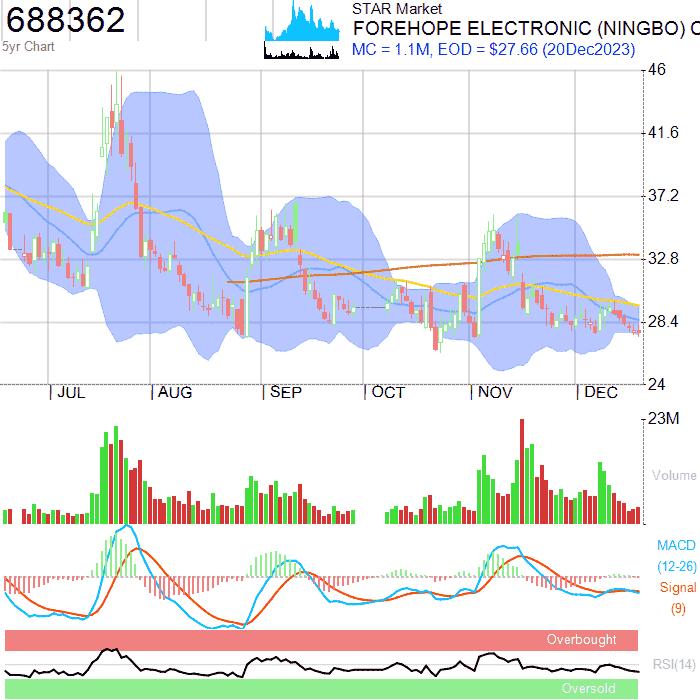 688362
STAR Market
FOREHOPE ELECTRONIC (NINGBO) C
5yr Chart
MC = 1.1M, EOD = $27.66 (20Dec2023)
46
41.6
37.2
32.8
28.4
24
|JUL |AUG |SEP |OCT |NOV |DEC
23M
Volume
MACD
(12-26)
Signal
(9)
Overbought
RSI(14)
Oversold